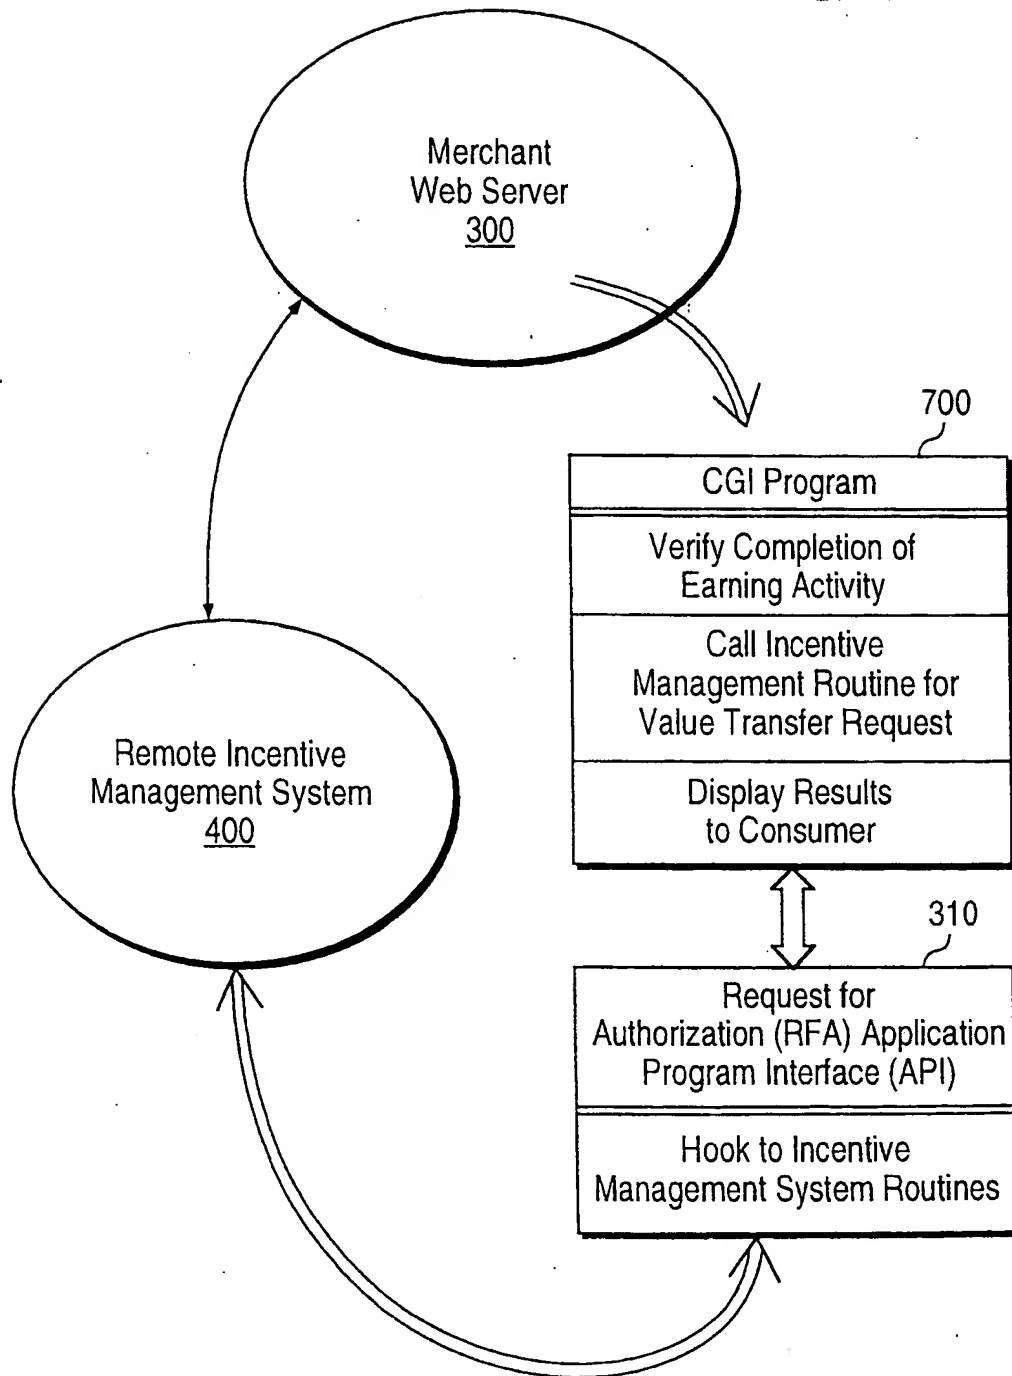 Merchant
Web Server
300
700
CGI Program
Verify Completion of
Earning Activity
Call Incentive
Management Routine for
Value Transfer Request
Display Results
to Consumer
Remote Incentive
Management System
400
310
Request for
Authorization (RFA) Application
Program Interface (API)
Hook to Incentive
Management System Routines